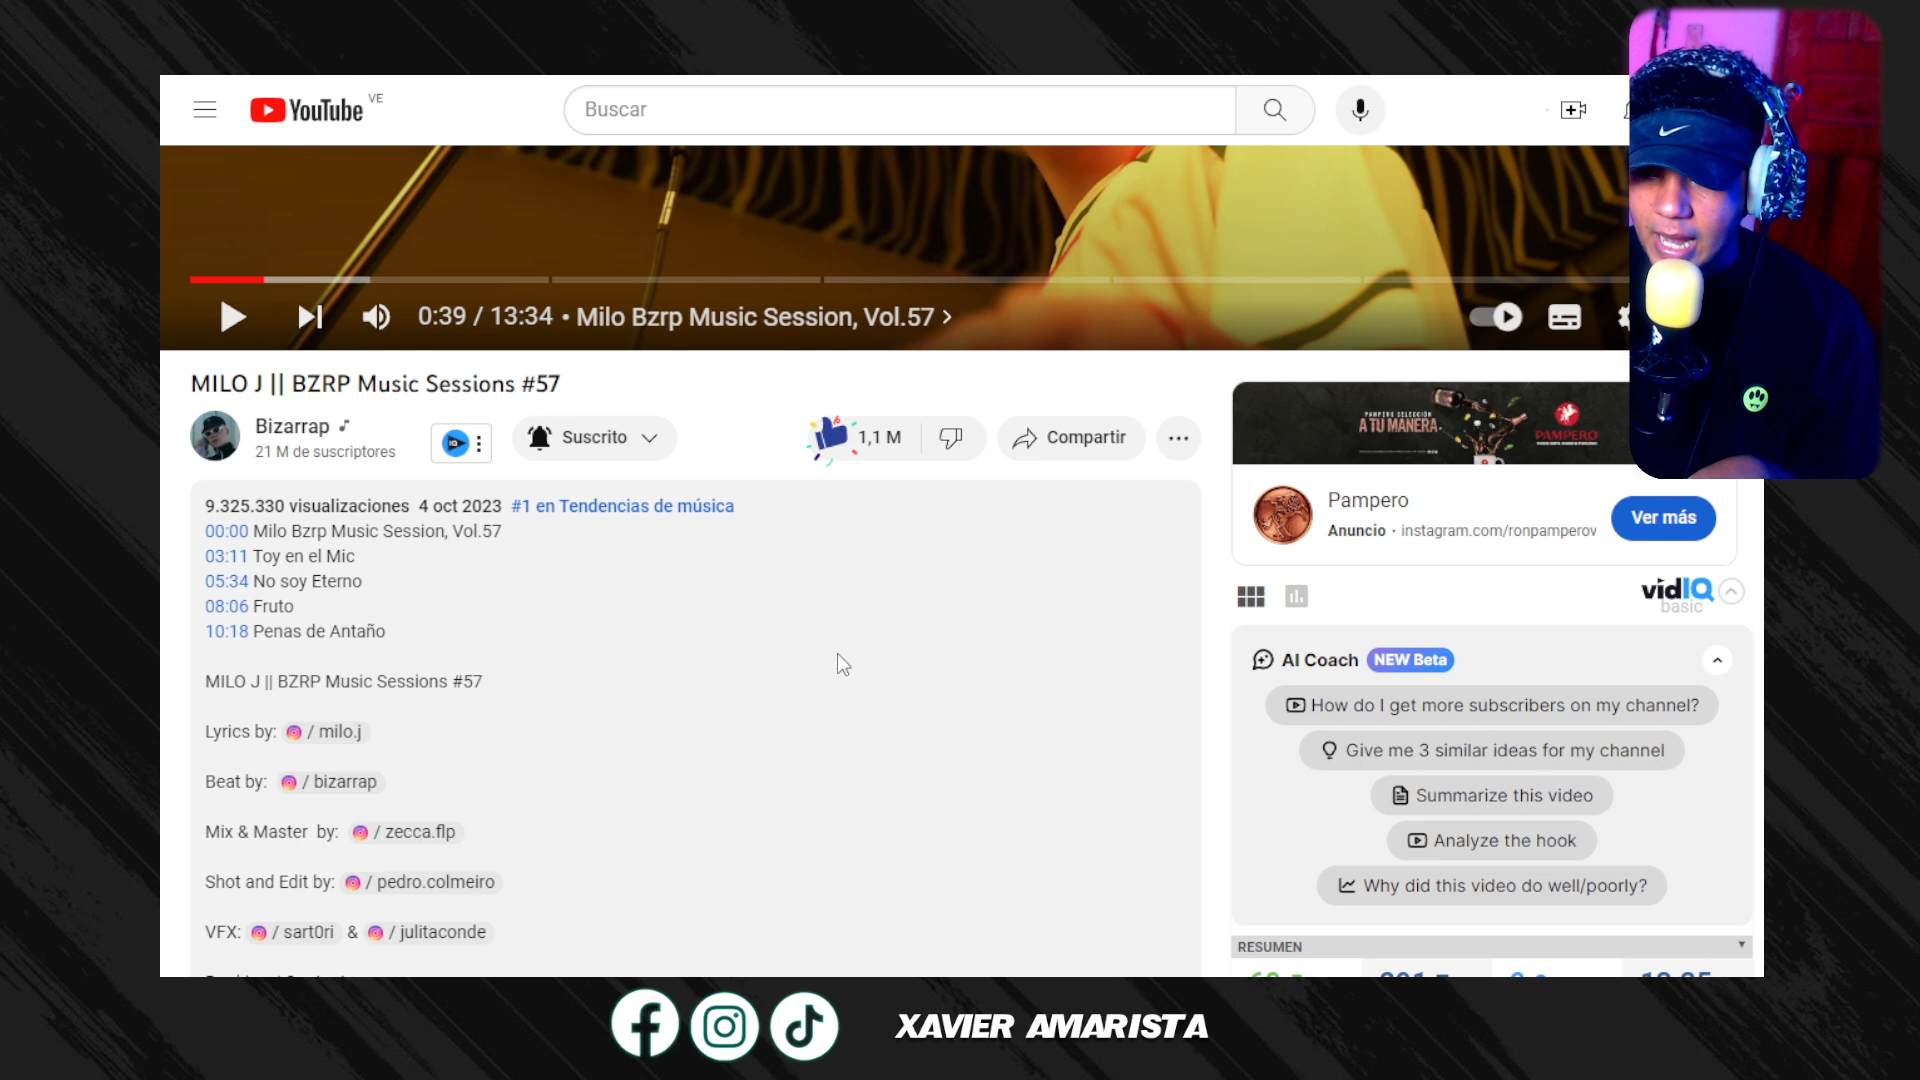 YouTube VE
Buscar
0:39 / 13:34 • Milo Bzrp Music Session, Vol.57 >
MILO J || BZRP Music Sessions #57
Bizarrap
21 M de suscriptores
Suscrito
1,1 M
Compartir
9.325.330 visualizaciones 4 oct 2023 #1 en Tendencias de música
00:00 Milo Bzrp Music Session, Vol.57
03:11 Toy en el Mic
05:34 No soy Eterno
08:06 Fruto
10:18 Penas de Antaño
MILO J || BZRP Music Sessions #57
Lyrics by: / milo.j
Beat by: / bizarrap
Mix & Master by: / zecca.flp
Shot and Edit by: / pedro.colmeiro
VFX: / sart0ri & / julitaconde
PAMPERO SELECCIÓN
A TU MANERA.
PAMPERO
Pampero
Anuncio · instagram.com/ronpamperov
Ver más
vidIQ
basic
AI Coach NEW Beta
How do I get more subscribers on my channel?
Give me 3 similar ideas for my channel
Summarize this video
Analyze the hook
Why did this video do well/poorly?
RESUMEN
XAVIER AMARISTA